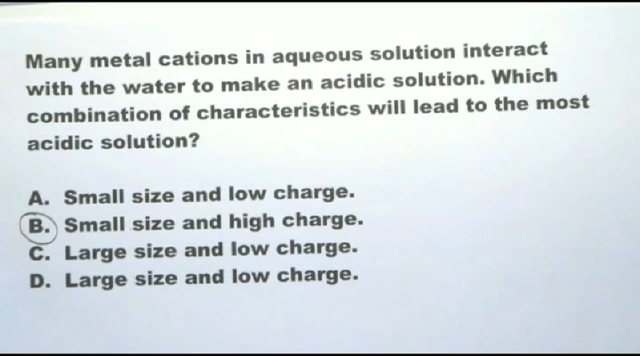 Many metal cations in aqueous solution interact
with the water to make an acidic solution. Which
combination of characteristics will lead to the most
acidic solution?
A. Small size and low charge.
B. Small size and high charge.
C. Large size and low charge.
D. Large size and low charge.